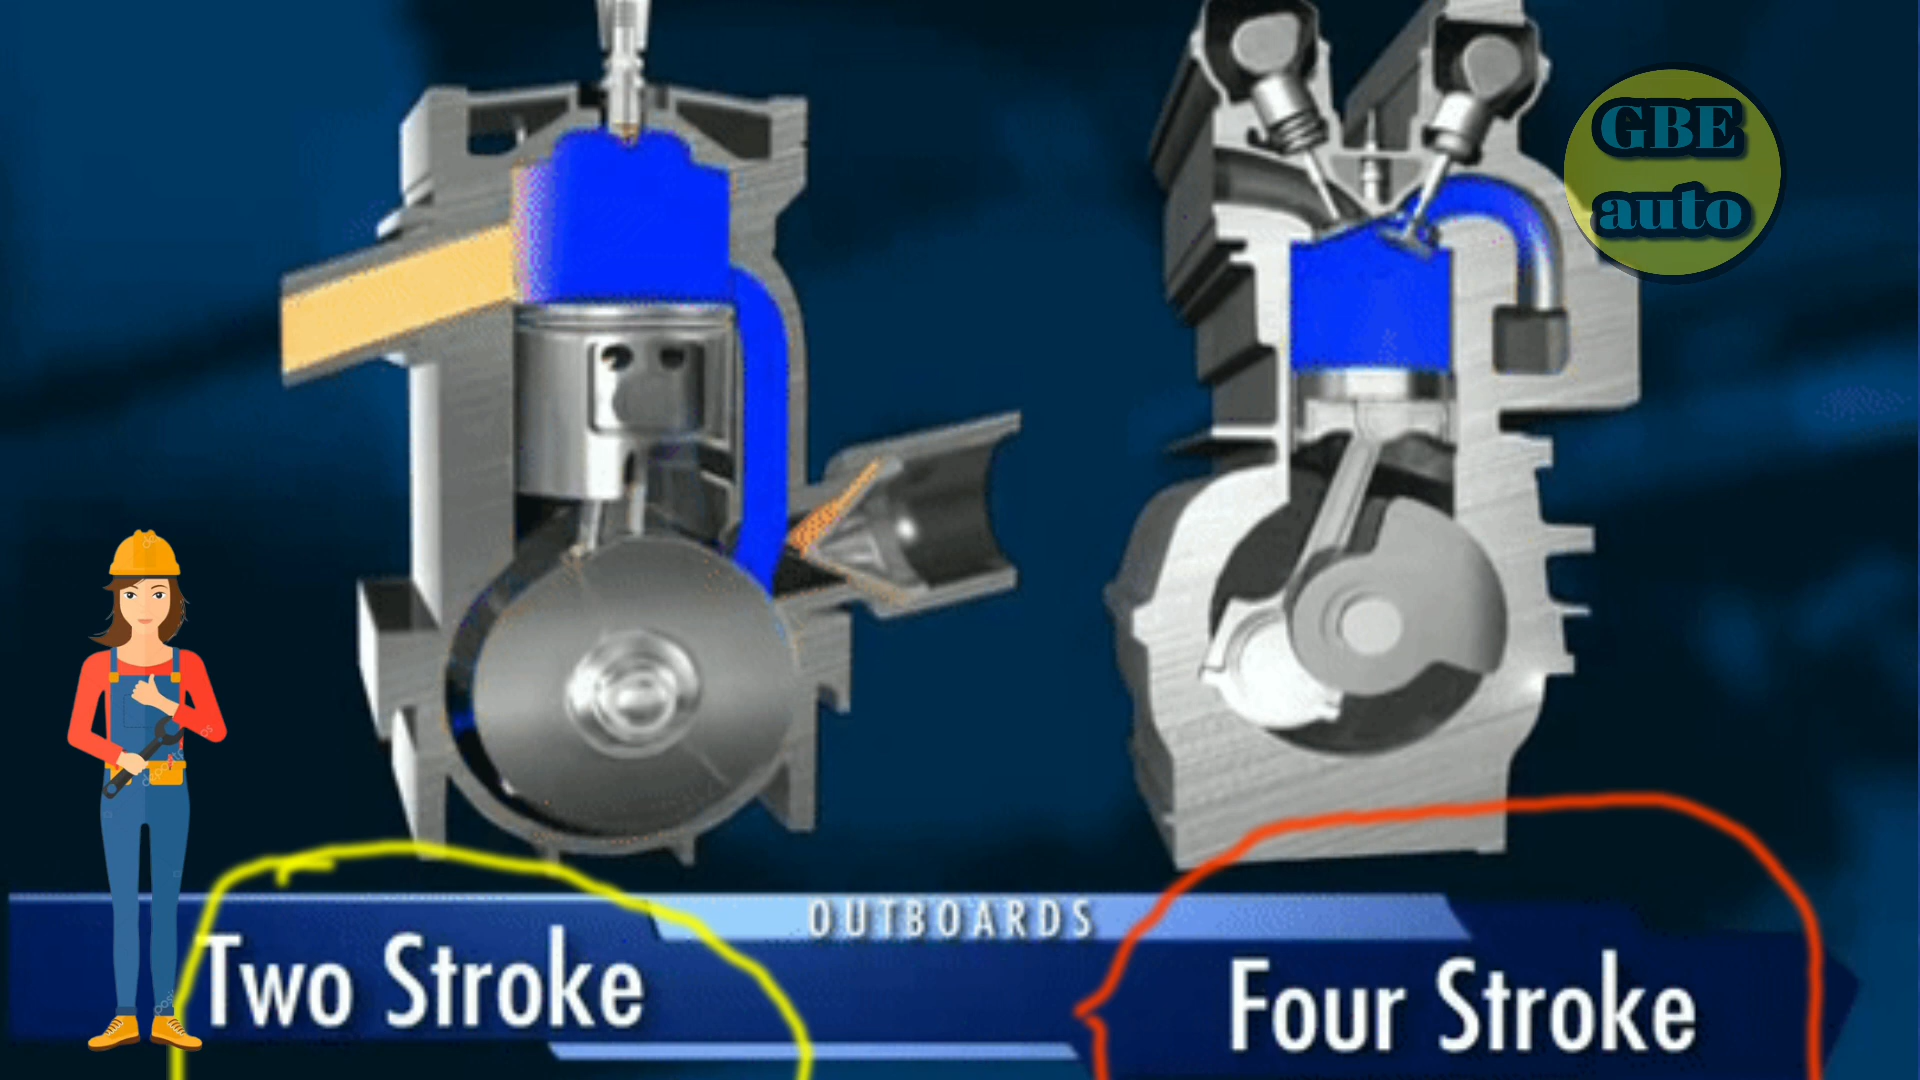 GBE
auto
OUTBOARDS
Two Stroke
Four Stroke